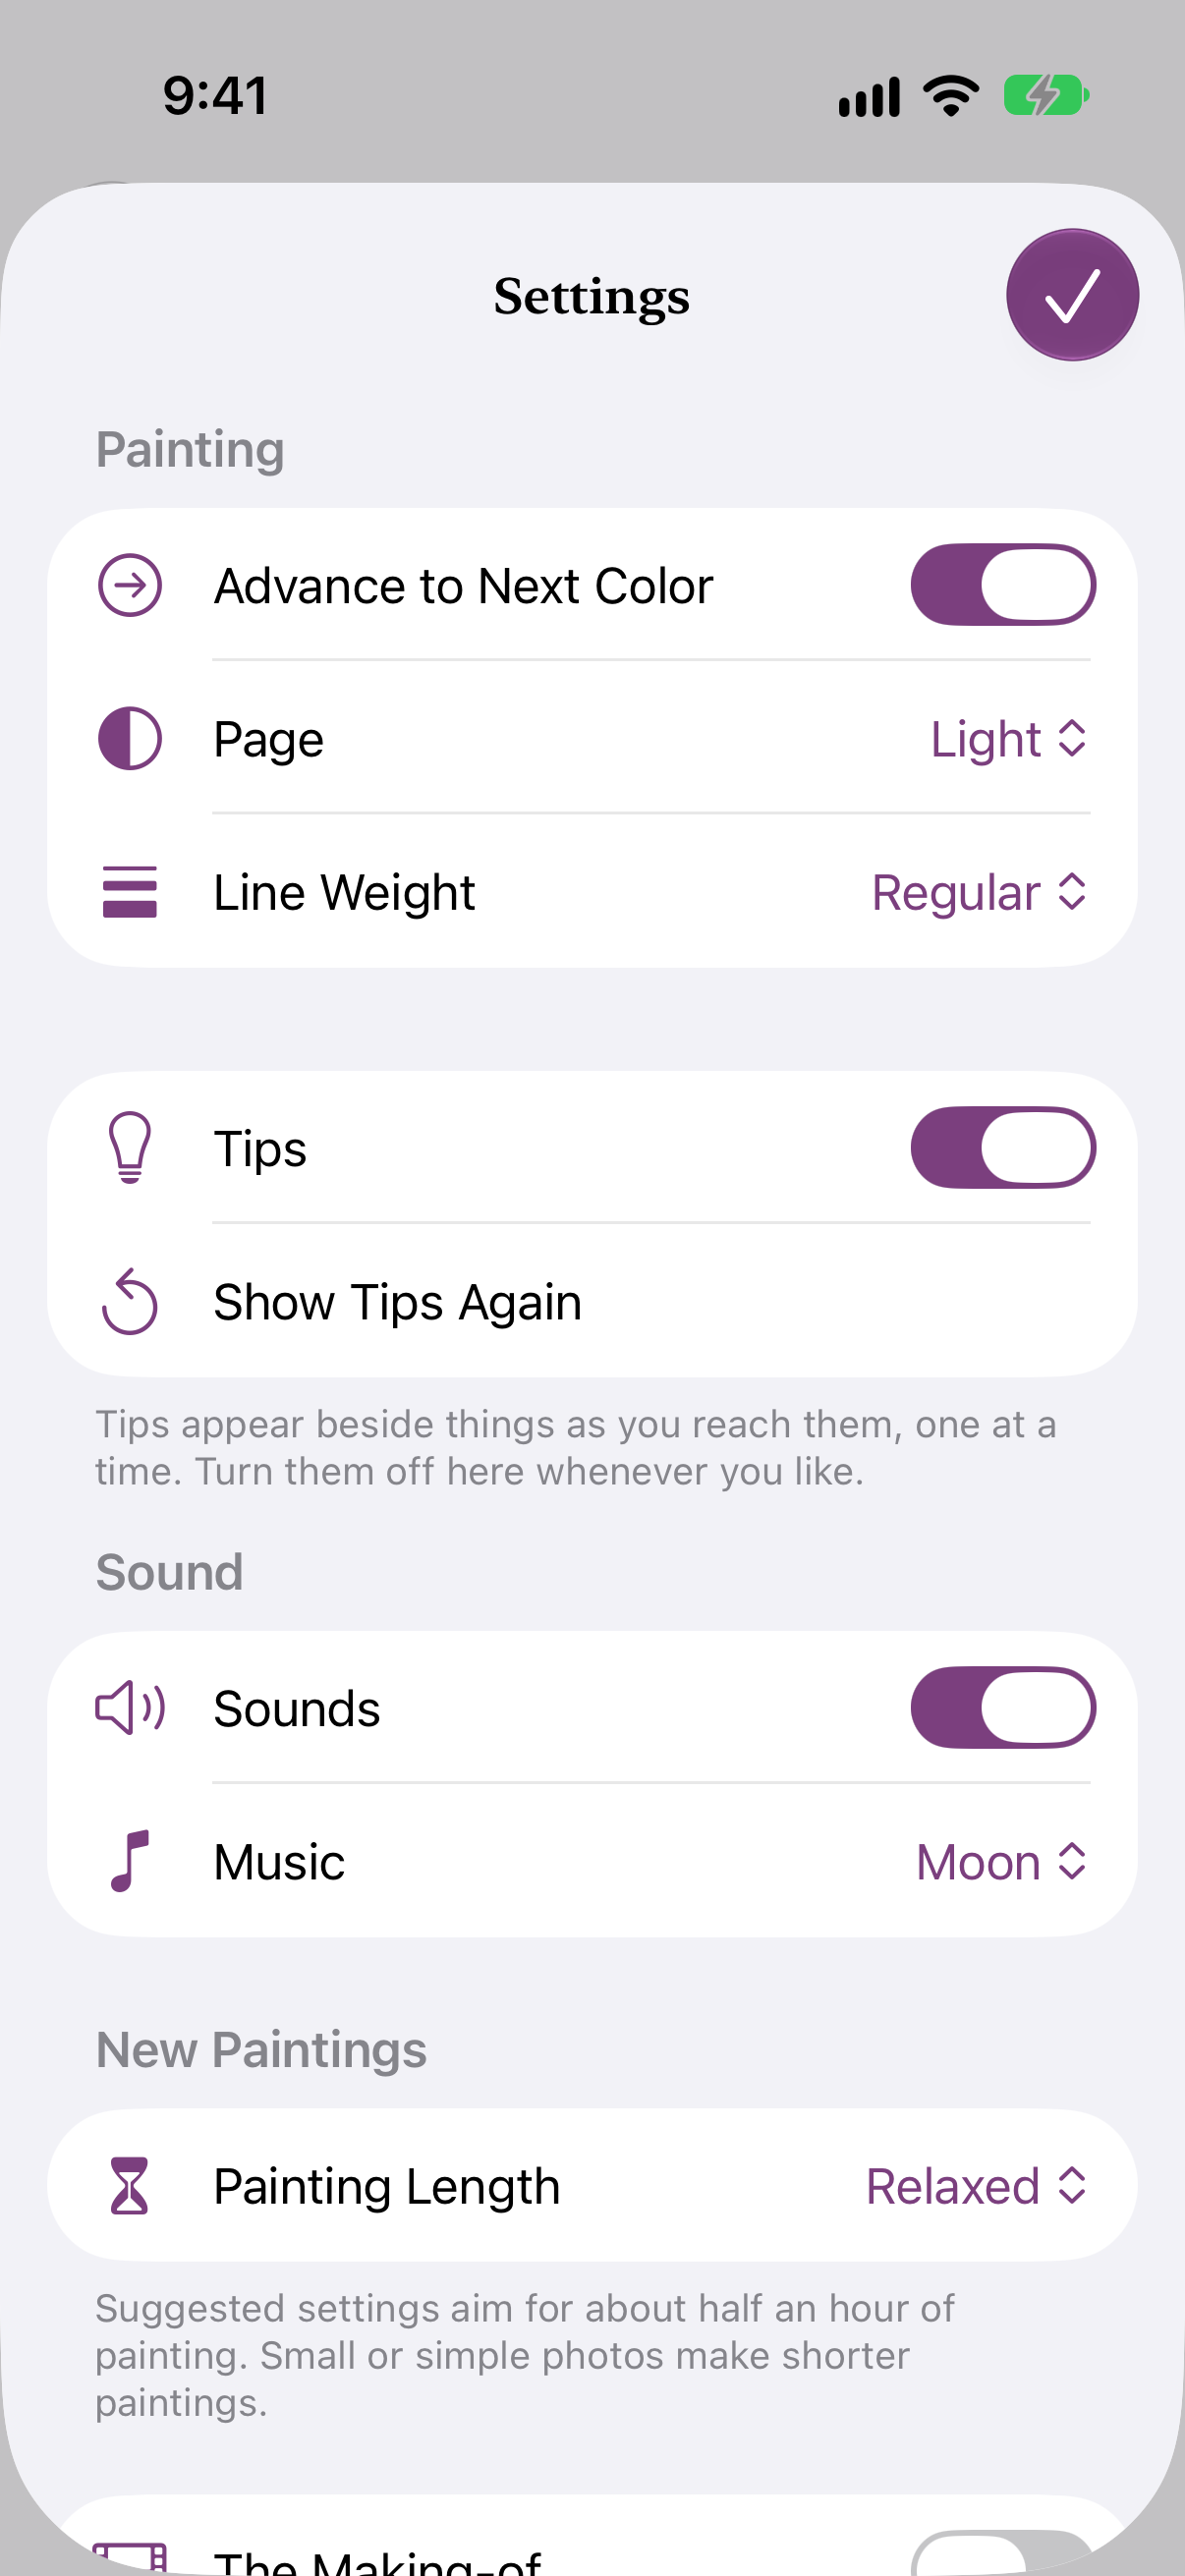 9:41
Settings
Painting
Advance to Next Color
Page
Light
Line Weight
Regular
Tips
Show Tips Again
Tips appear beside things as you reach them, one at a
time. Turn them off here whenever you like.
Sound
Sounds
Music
Moon
New Paintings
Painting Length
Relaxed
Suggested settings aim for about half an hour of
painting. Small or simple photos make shorter
paintings.
The Making-of